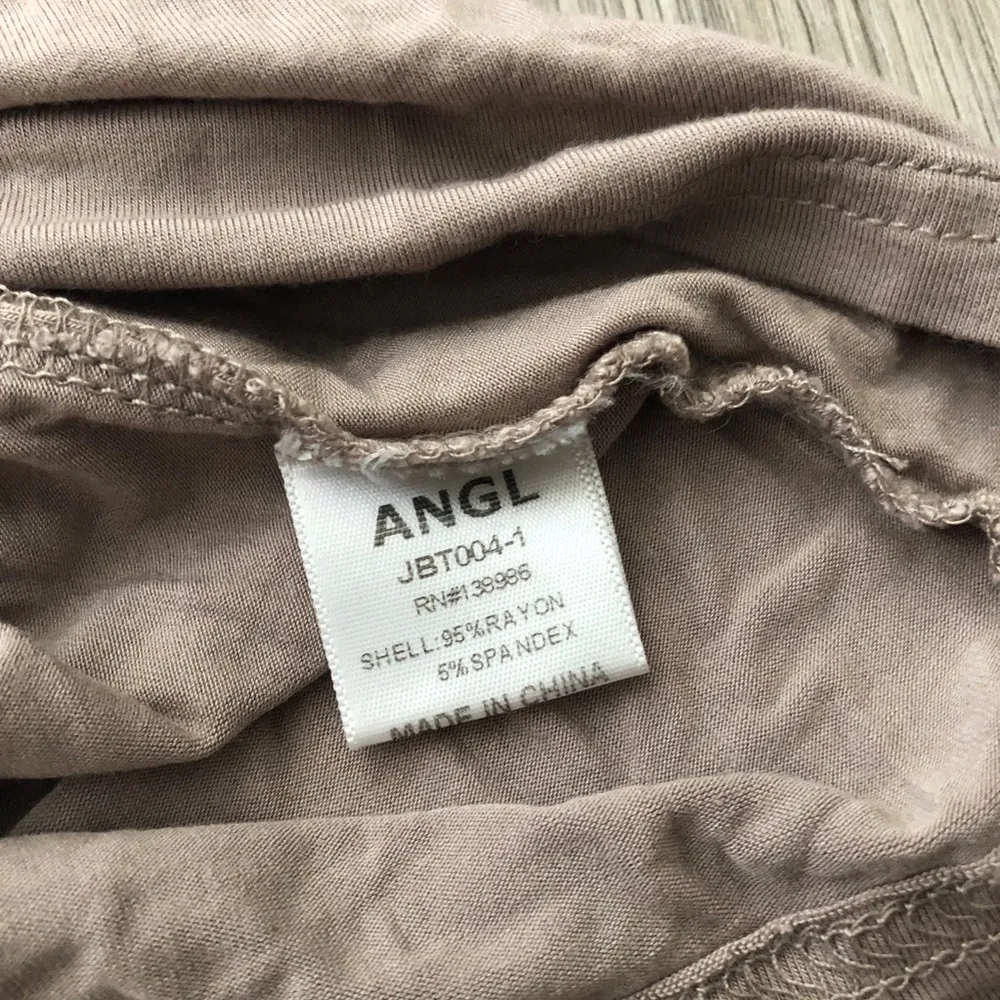 ANGL
JBT004-1
RN#139986
SHELL:95%RAYON
5%SPANDEX
MADE IN CHINA